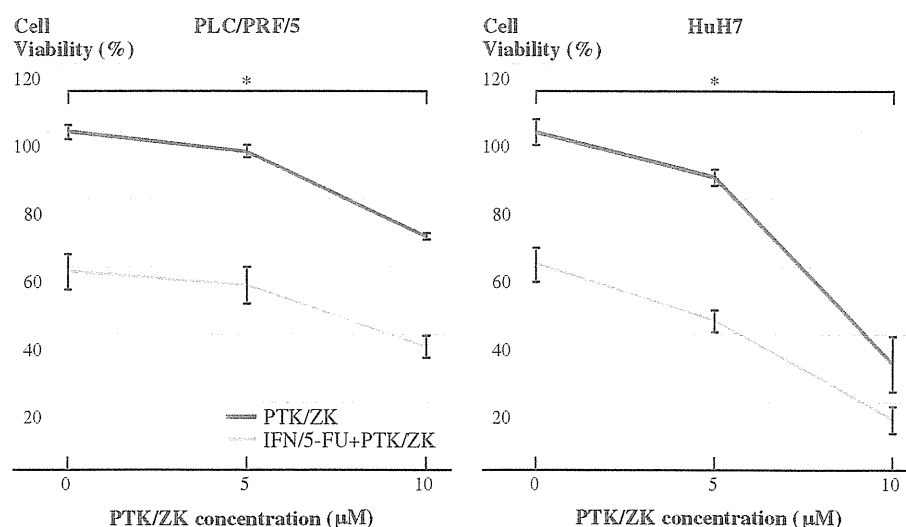 Cell
Viability (%)
PLC/PRF/5
120
*
100
80
60
40
20
PTK/ZK
IFN/5-FU+PTK/ZK
0
5
10
PTK/ZK concentration (μM)
Cell
Viability (%)
HuH7
120
*
100
80
60
40
20
0
5
10
PTK/ZK concentration (μM)